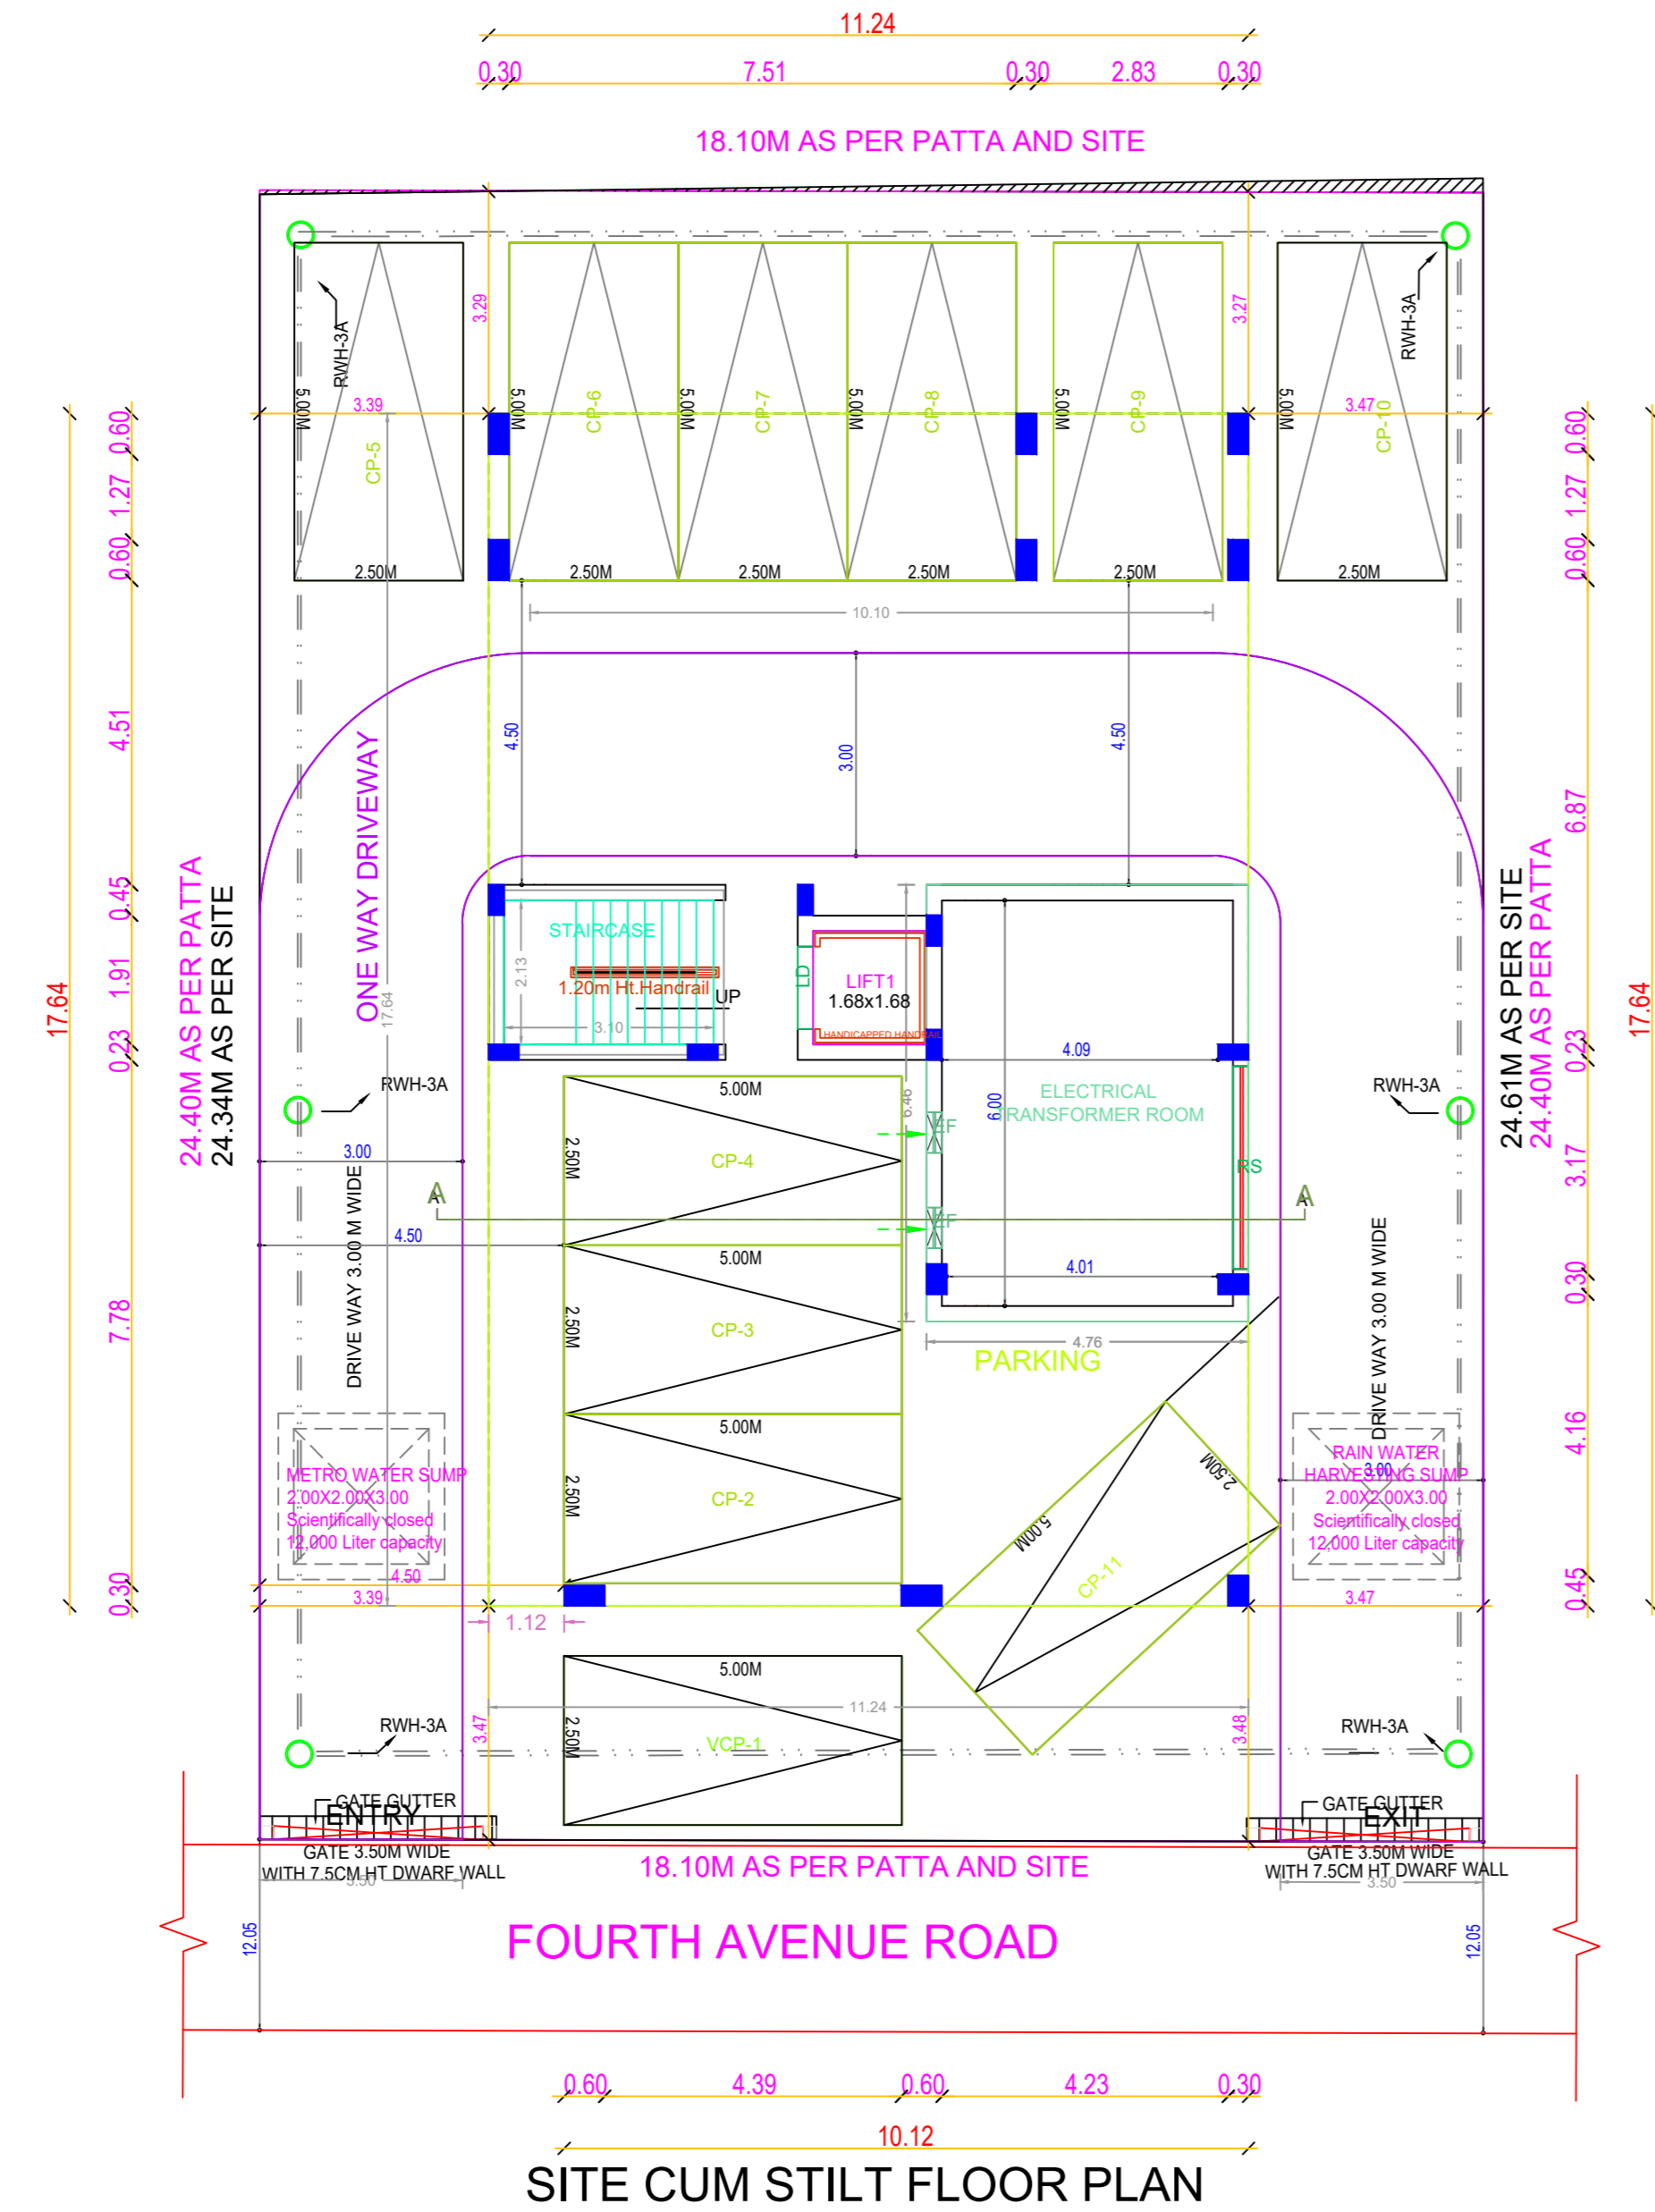 11.24
0.30 7.51 0.30 2.83 0.30
18.10M AS PER PATTA AND SITE
RWH-3A
RWH-3A
3.29
3.27
5.00M
5.00M
5.00M
5.00M
5.00M
5.00M
CP-5
CP-6
CP-7
CP-8
CP-9
CP-10
3.39
3.47
2.50M 2.50M 2.50M 2.50M 2.50M 2.50M
10.10
0.60
1.27
0.60
4.51
0.45
1.91
0.23
7.78
0.30
17.64
0.60
1.27
0.60
6.87
0.23
3.17
0.30
4.16
0.45
17.64
4.50
3.00
4.50
ONE WAY DRIVEWAY
17.64
24.40M AS PER PATTA
24.34M AS PER SITE
24.61M AS PER SITE
24.40M AS PER PATTA
STAIRCASE
2.13
1.20m Ht.Handrail
UP
3.10
LD
LIFT1
1.68x1.68
HANDICAPPED HANDRAIL
4.09
6.46
6.00
ELECTRICAL
TRANSFORMER ROOM
EF
EF
RS
4.01
4.76
RWH-3A
RWH-3A
3.00
DRIVE WAY 3.00 M WIDE
DRIVE WAY 3.00 M WIDE
A
A
4.50
5.00M
2.50M
CP-4
5.00M
2.50M
CP-3
5.00M
2.50M
CP-2
PARKING
2.50M
5.00M
CP-11
METRO WATER SUMP
2.00X2.00X3.00
Scientifically closed
12,000 Liter capacity
RAIN WATER
HARVESTING SUMP
3.00
2.00X2.00X3.00
Scientifically closed
12,000 Liter capacity
4.50
3.39
3.47
1.12
5.00M
2.50M
VCP-1
11.24
3.47
3.48
RWH-3A
RWH-3A
GATE GUTTER
ENTRY
GATE GUTTER
EXIT
GATE 3.50M WIDE
WITH 7.5CM HT DWARF WALL
3.50
GATE 3.50M WIDE
WITH 7.5CM HT DWARF WALL
3.50
18.10M AS PER PATTA AND SITE
12.05
12.05
FOURTH AVENUE ROAD
0.60 4.39 0.60 4.23 0.30
10.12
SITE CUM STILT FLOOR PLAN